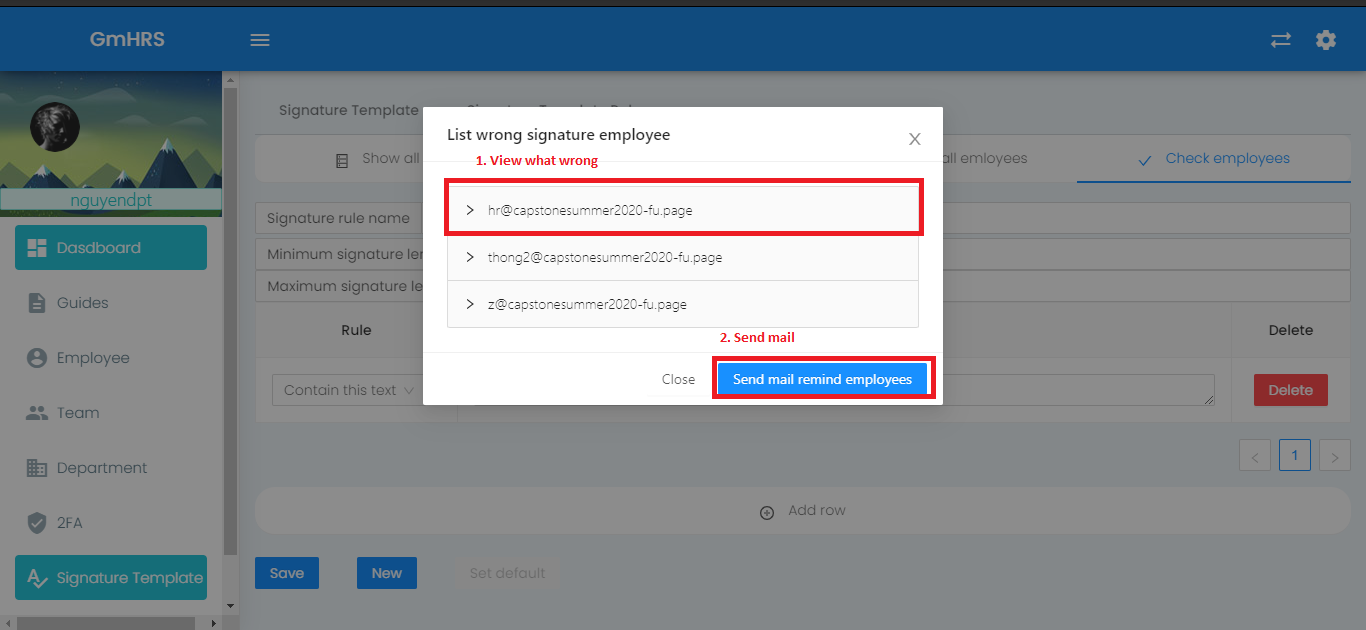 GmHRS
nguyendpt
Dasdboard
Guides
Employee
Team
Department
2FA
Signature Template
Signature Template
Show all
all emloyees
Check employees
Signature rule name
Minimum signature ler
Maximum signature le
Rule
Delete
Contain this text
Delete
1
Add row
Save
New
Set default
List wrong signature employee
X
1. View what wrong
hr@capstonesummer2020-fu.page
thong2@capstonesummer2020-fu.page
z@capstonesummer2020-fu.page
2. Send mail
Close
Send mail remind employees